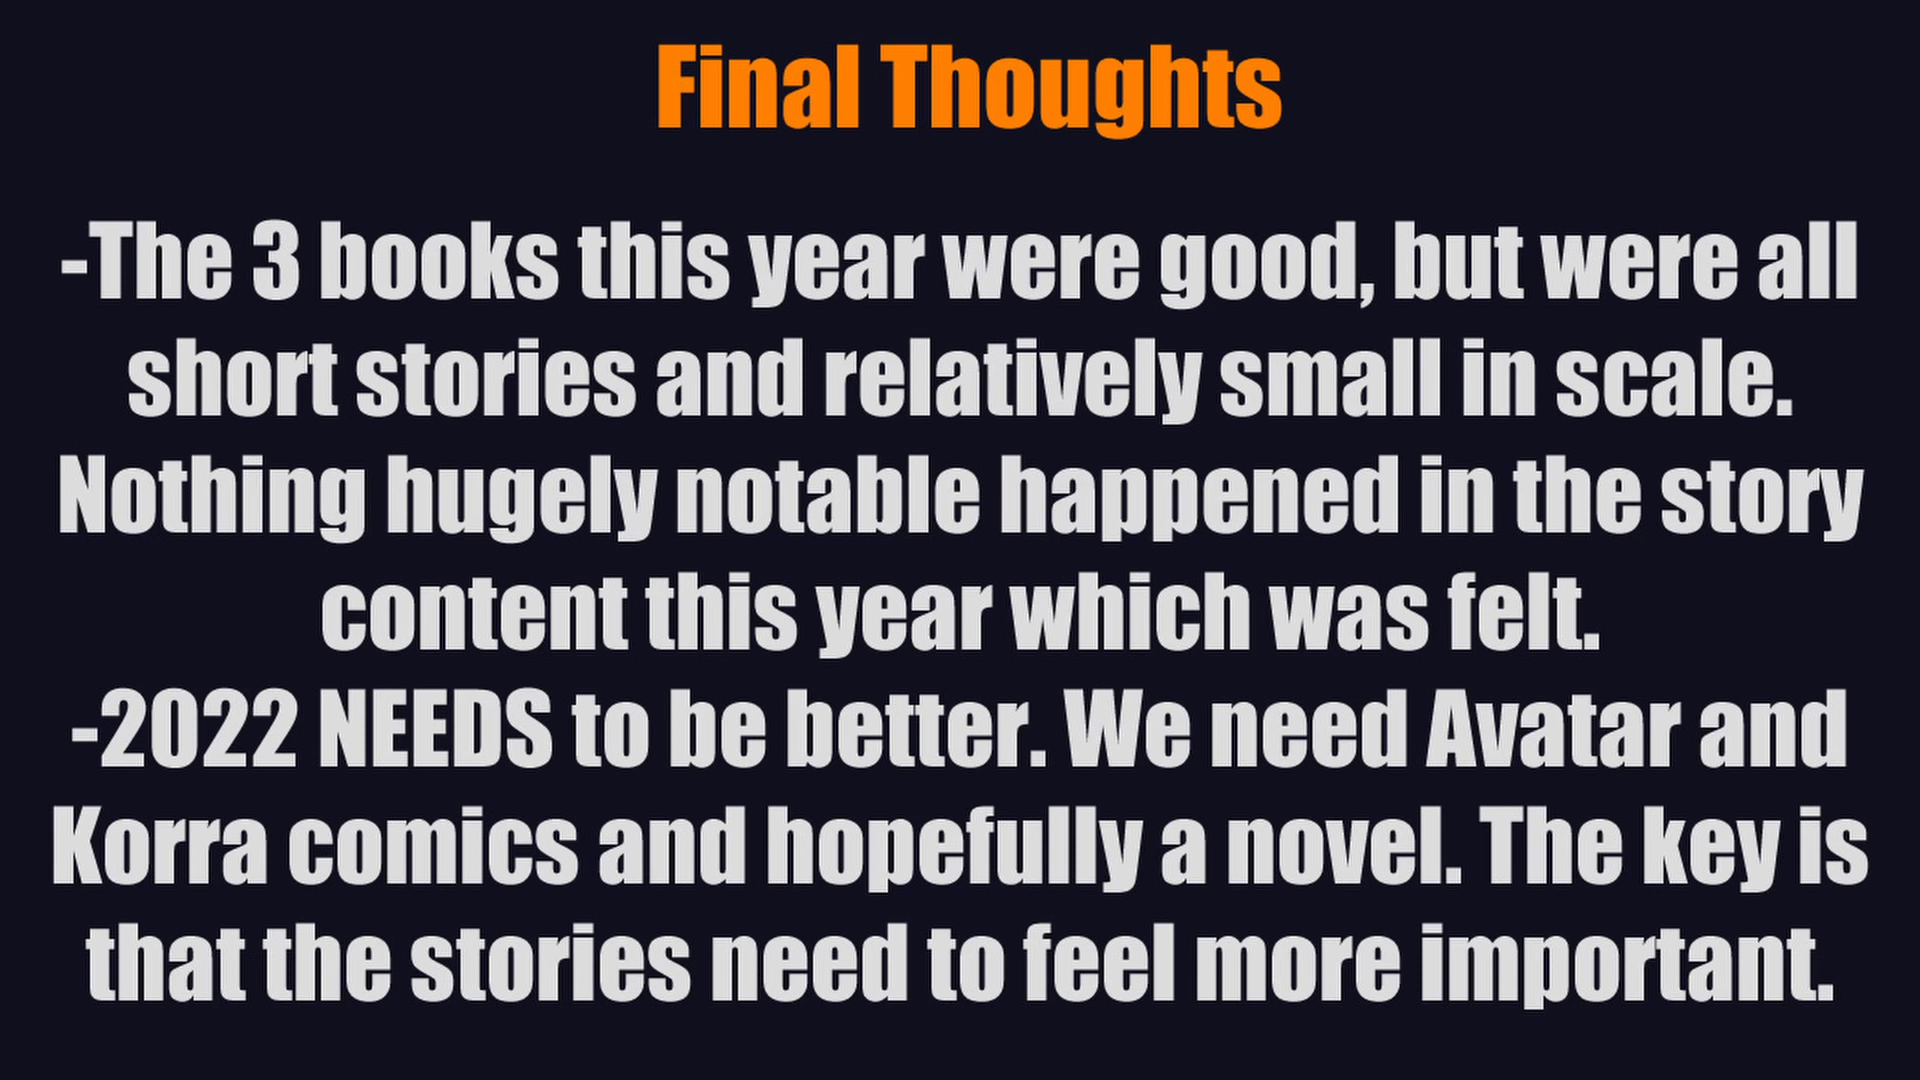 Final Thoughts
-The 3 books this year were good, but were all
short stories and relatively small in scale.
Nothing hugely notable happened in the story
content this year which was felt.
-2022 NEEDS to be better. We need Avatar and
Korra comics and hopefully a novel. The key is
that the stories need to feel more important.